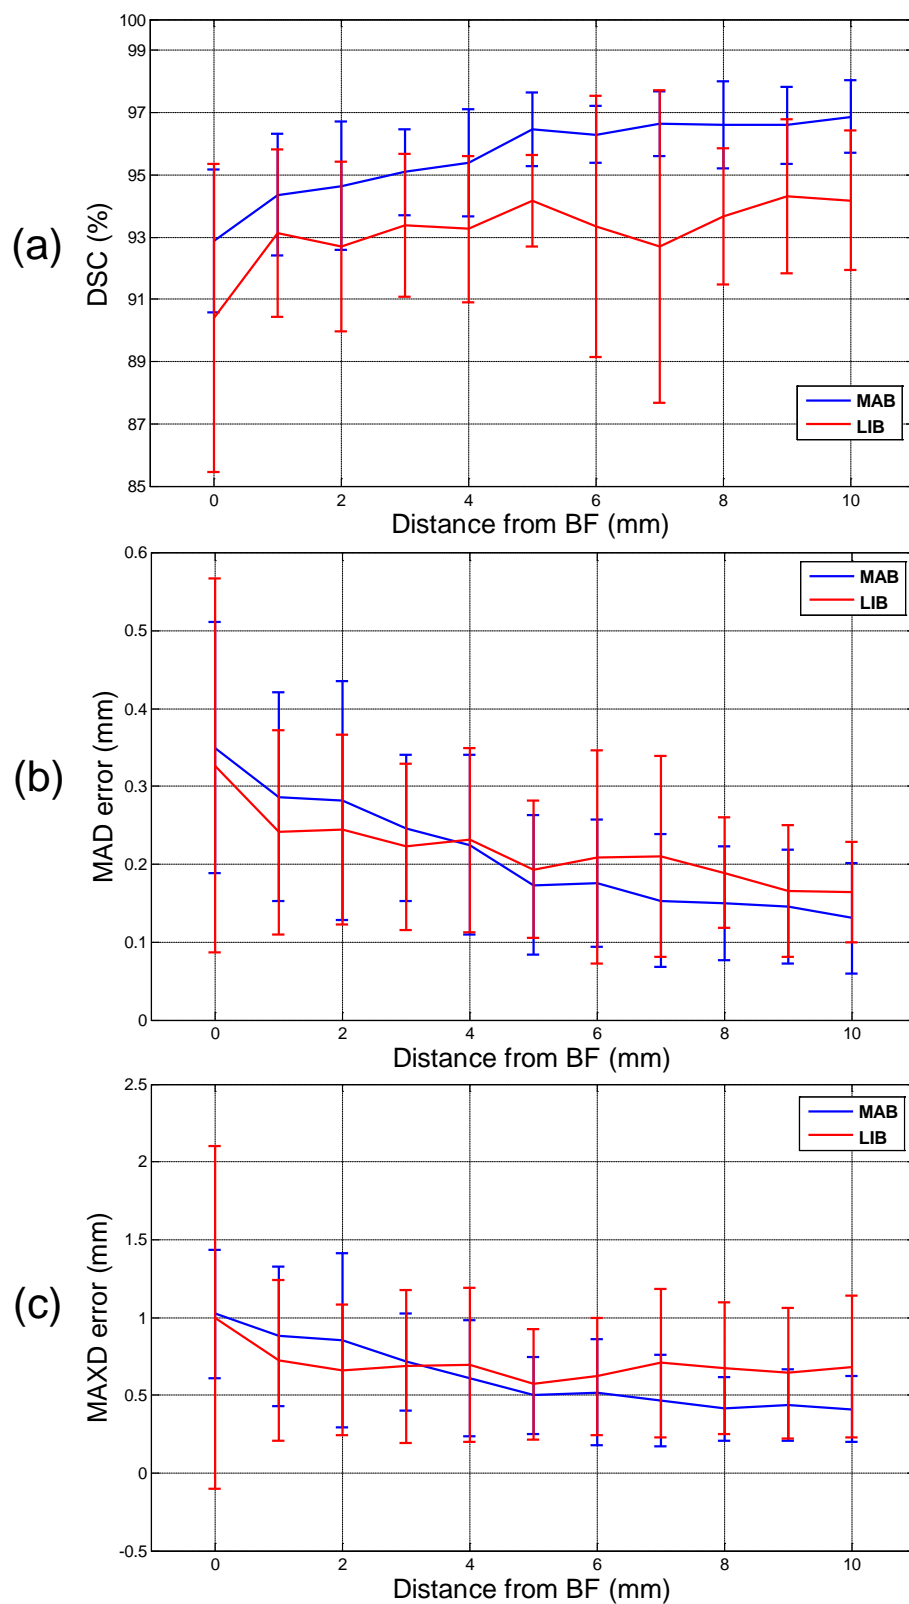 100
99
97
95
93
91
89
87
85
(a)
DSC (%)
MAB
LIB
0 2 4 6 8 10
Distance from BF (mm)
0.6
0.5
0.4
0.3
0.2
0.1
0
(b)
MAD error (mm)
MAB
LIB
0 2 4 6 8 10
Distance from BF (mm)
2.5
2
1.5
1
0.5
0
-0.5
(c)
MAXD error (mm)
MAB
LIB
0 2 4 6 8 10
Distance from BF (mm)